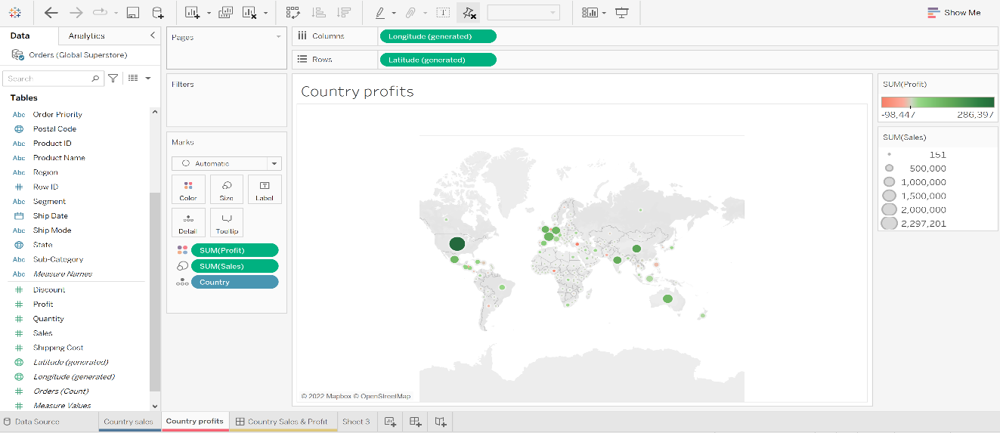 Show Me
Data
Analytics
Orders (Global Superstore)
Search
Tables
Abc Order Priority
Postal Code
Abc Product ID
Abc Product Name
Abc Region
Row ID
Abc Segment
Ship Date
Abc Ship Mode
State
Abc Sub-Category
Abc Measure Names
Discount
Profit
Quantity
Sales
Shipping Cost
Latitude (generated)
Longitude (generated)
Orders (Count)
Measure Values
Pages
Filters
Marks
Automatic
Color
Size
Label
Detail
Tooltip
SUM(Profit)
SUM(Sales)
Country
Columns
Longitude (generated)
Rows
Latitude (generated)
Country profits
© 2022 Mapbox © OpenStreetMap
SUM(Profit)
-98,447 286,397
SUM(Sales)
151
500,000
1,000,000
1,500,000
2,000,000
2,297,201
Data Source
Country sales
Country profits
Country Sales & Profit
Sheet 3